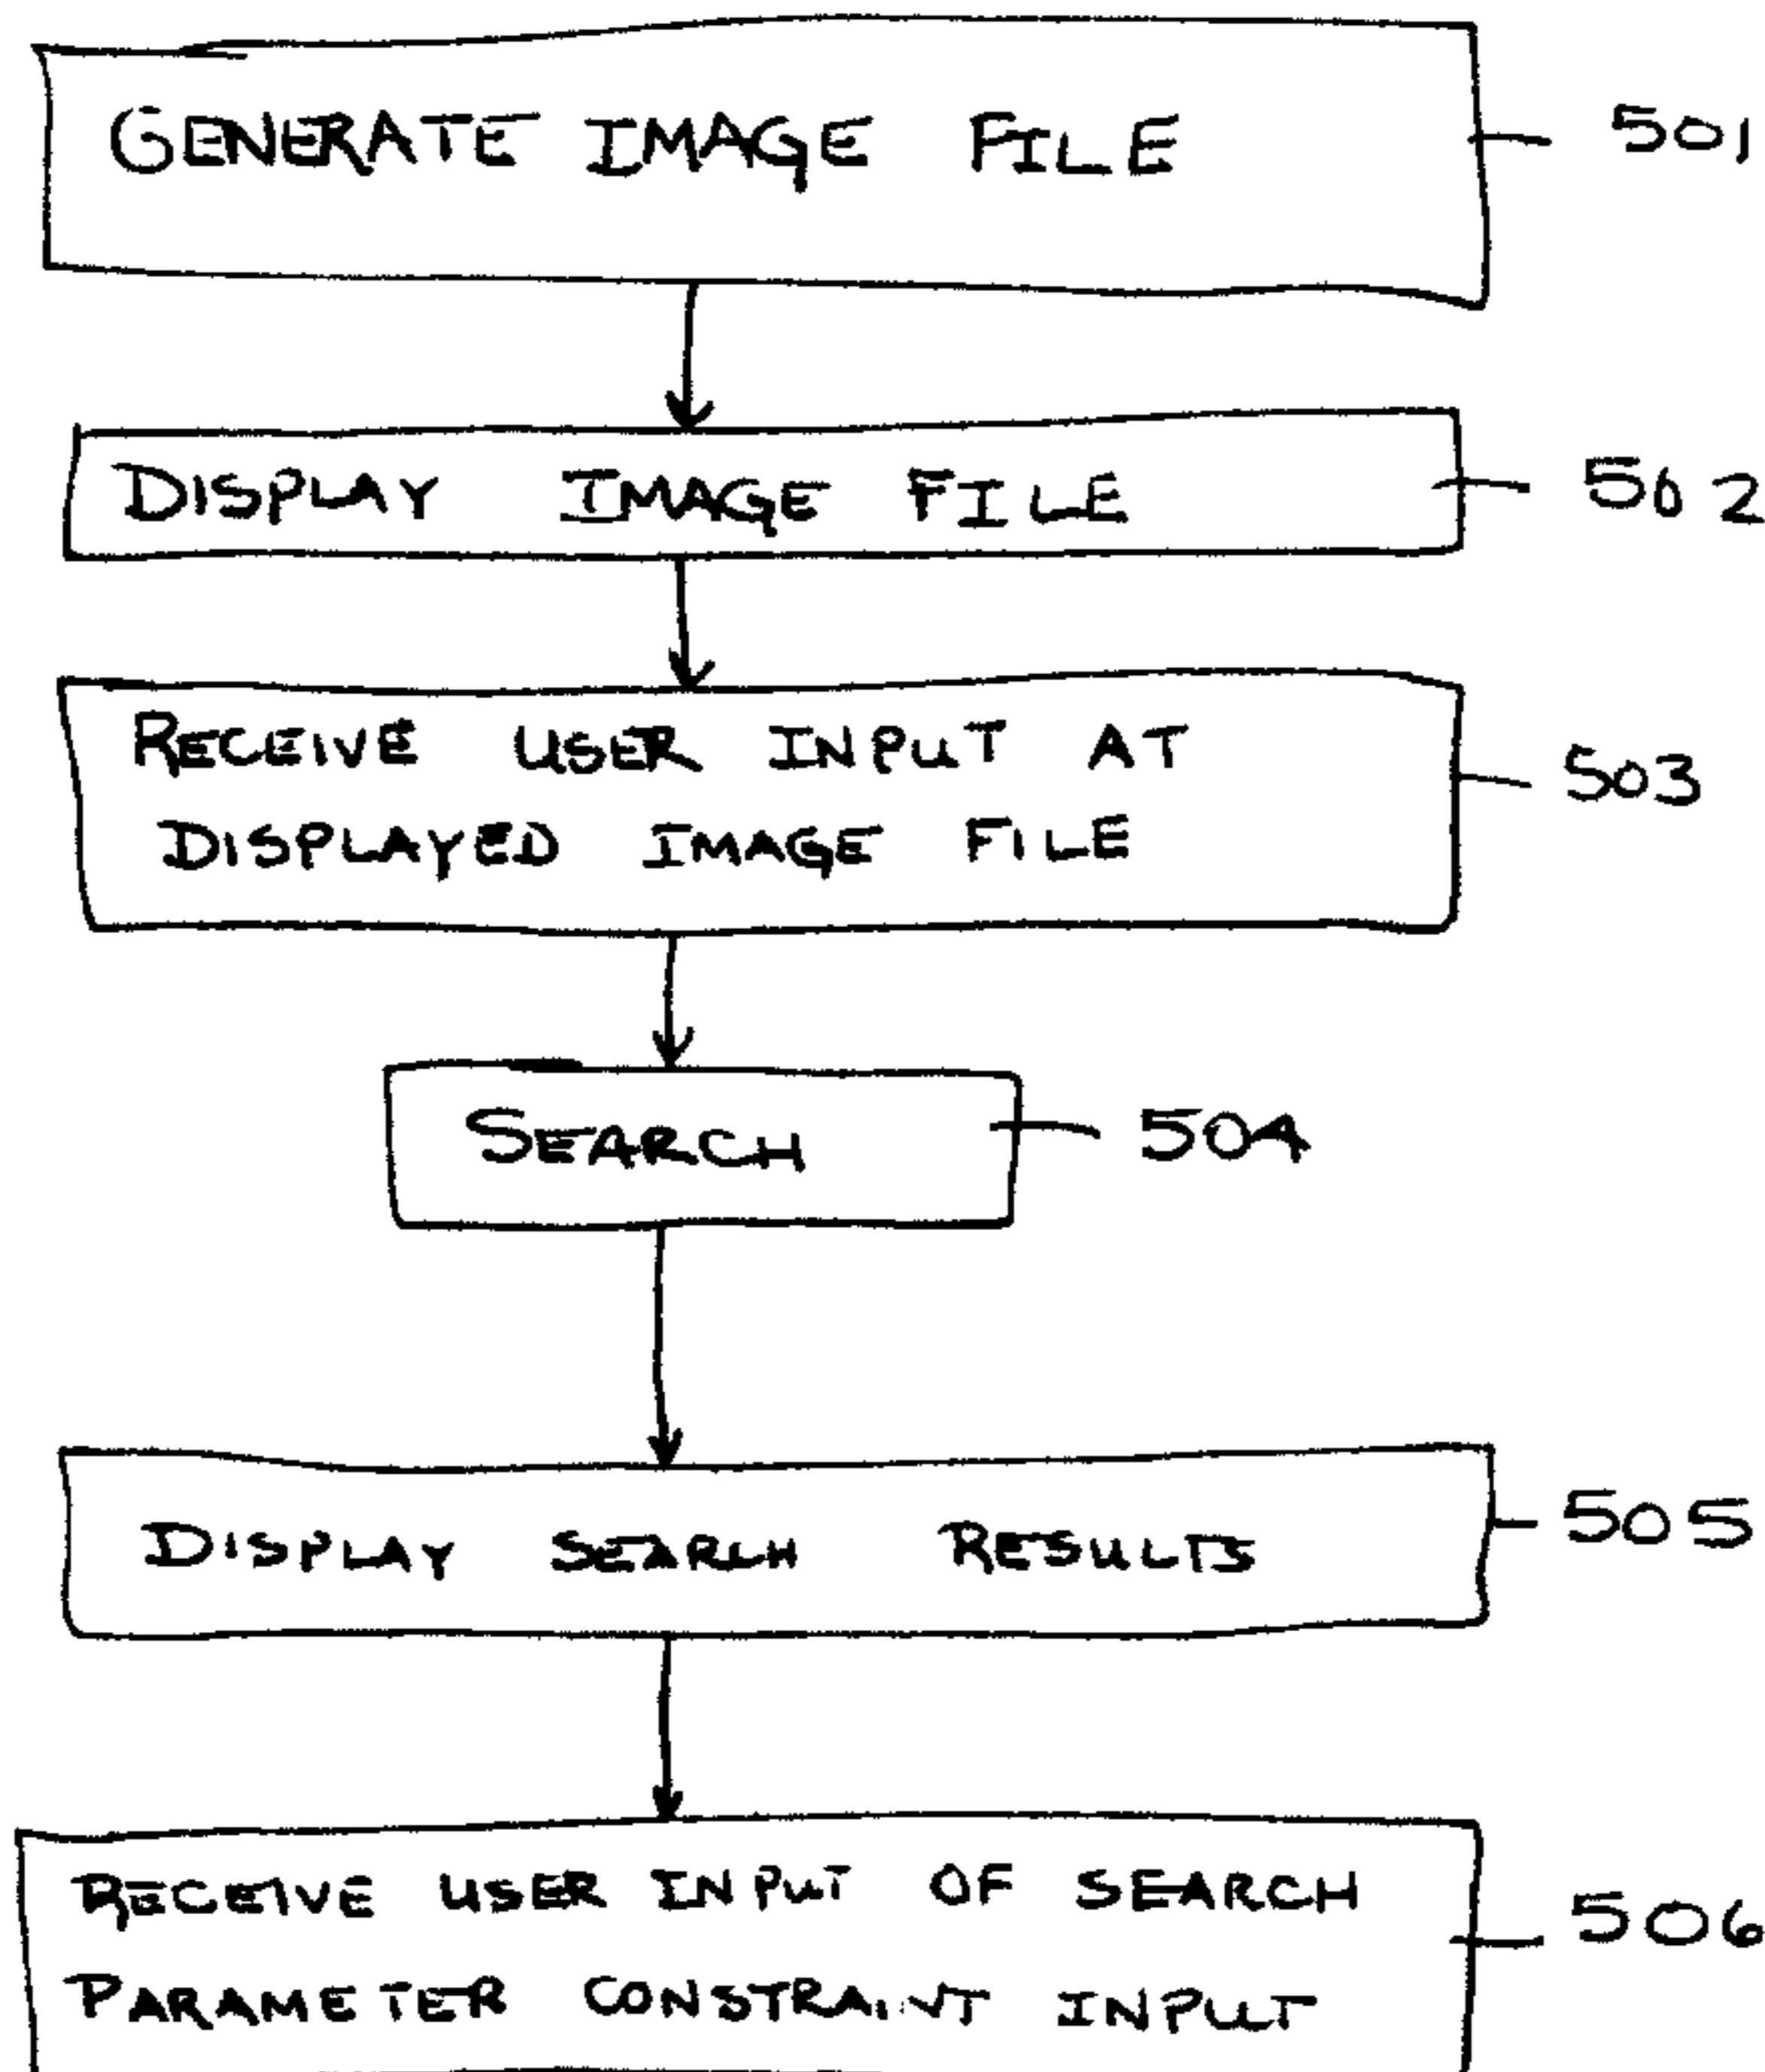 GENERATE IMAGE FILE
501
DISPLAY IMAGE FILE
502
RECEIVE USER INPUT AT
DISPLAYED IMAGE FILE
503
SEARCH
504
DISPLAY SEARCH RESULTS
505
RECEIVE USER INPUT OF SEARCH
PARAMETER CONSTRAINT INPUT
506